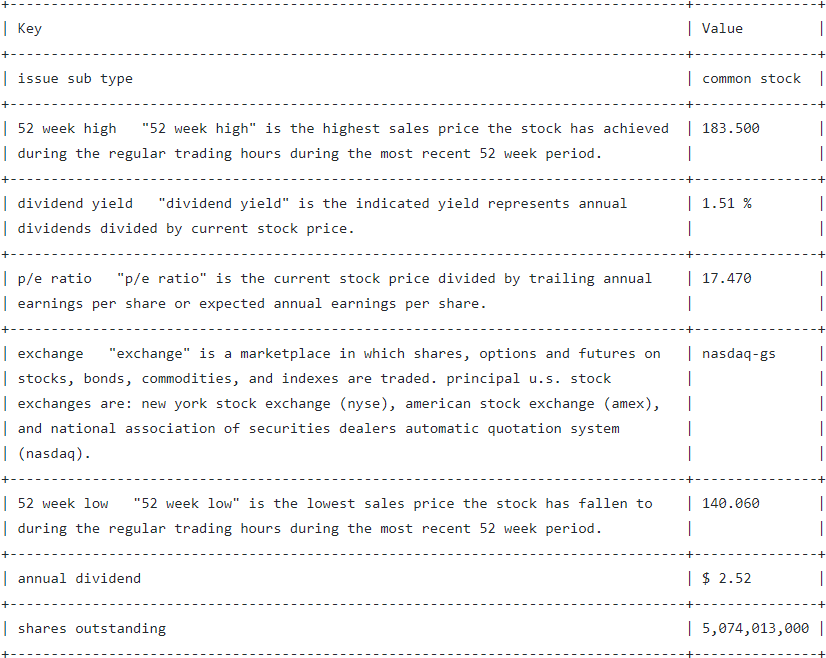 Key Value
issue sub type common stock
52 week high "52 week high" is the highest sales price the stock has achieved 183.500
during the regular trading hours during the most recent 52 week period.
dividend yield "dividend yield" is the indicated yield represents annual 1.51 %
dividends divided by current stock price.
p/e ratio "p/e ratio" is the current stock price divided by trailing annual 17.470
earnings per share or expected annual earnings per share.
exchange "exchange" is a marketplace in which shares, options and futures on nasdaq-gs
stocks, bonds, commodities, and indexes are traded. principal u.s. stock
exchanges are: new york stock exchange (nyse), american stock exchange (amex),
and national association of securities dealers automatic quotation system
(nasdaq).
52 week low "52 week low" is the lowest sales price the stock has fallen to 140.060
during the regular trading hours during the most recent 52 week period.
annual dividend $ 2.52
shares outstanding 5,074,013,000